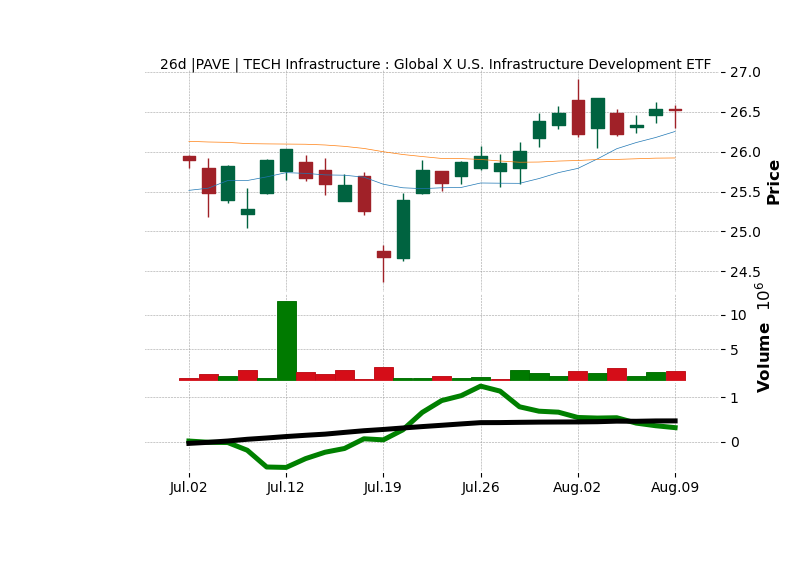 26d |PAVE | TECH Infrastructure : Global X U.S. Infrastructure Development ETF
27.0
26.5
26.0
25.5
25.0
24.5
Price
10
5
Volume 10^6
1
0
Jul.02 Jul.12 Jul.19 Jul.26 Aug.02 Aug.09